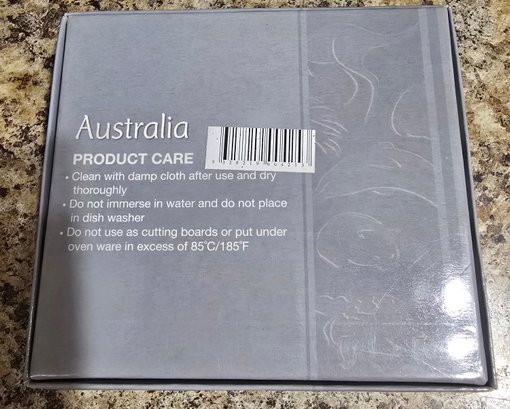 Australia
PRODUCT CARE
• Clean with damp cloth after use and dry
thoroughly
• Do not immerse in water and do not place
in dish washer
• Do not use as cutting boards or put under
oven ware in excess of 85°C/185°F